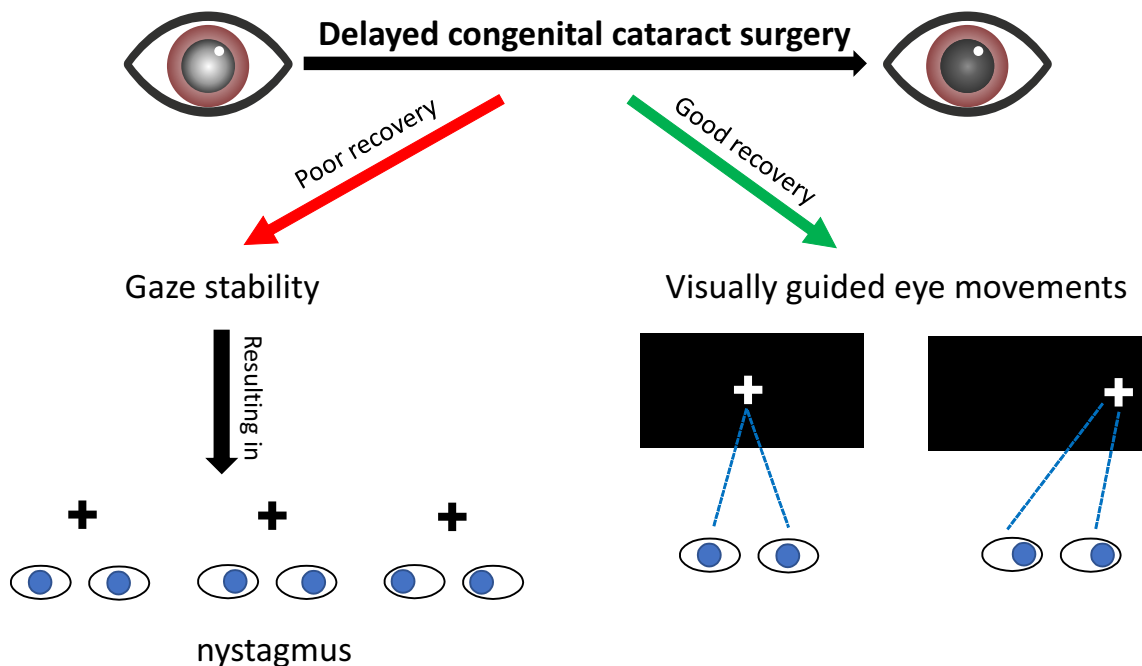 Delayed congenital cataract surgery
Poor recovery
Good recovery
Gaze stability
Visually guided eye movements
Resulting in
nystagmus